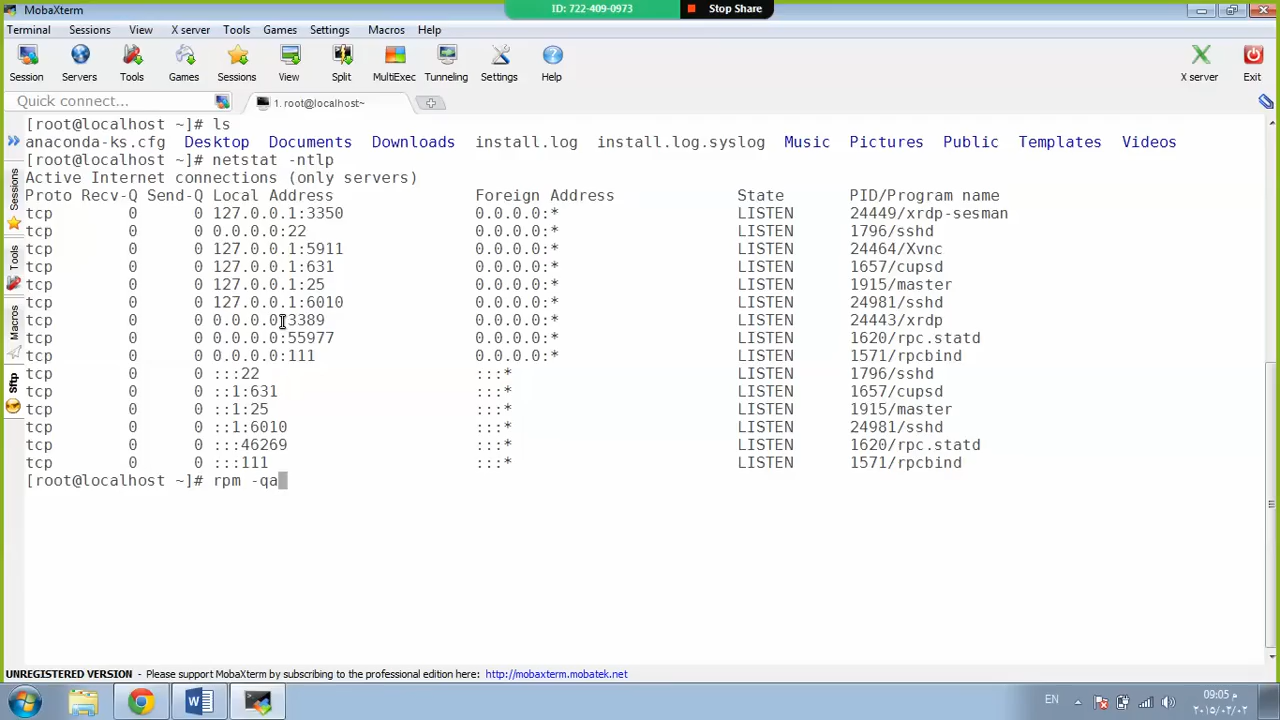 MobaXterm
ID: 722-409-0973
Stop Share
Terminal Sessions View X server Tools Games Settings Macros Help
Session Servers Tools Games Sessions View Split MultiExec Tunneling Settings Help X server Exit
Quick connect...
1. root@localhost~
[root@localhost ~]# ls
anaconda-ks.cfg Desktop Documents Downloads install.log install.log.syslog Music Pictures Public Templates Videos
[root@localhost ~]# netstat -ntlp
Active Internet connections (only servers)
Proto Recv-Q Send-Q Local Address Foreign Address State PID/Program name
tcp 0 0 127.0.0.1:3350 0.0.0.0:* LISTEN 24449/xrdp-sesman
tcp 0 0 0.0.0.0:22 0.0.0.0:* LISTEN 1796/sshd
tcp 0 0 127.0.0.1:5911 0.0.0.0:* LISTEN 24464/Xvnc
tcp 0 0 127.0.0.1:631 0.0.0.0:* LISTEN 1657/cupsd
tcp 0 0 127.0.0.1:25 0.0.0.0:* LISTEN 1915/master
tcp 0 0 127.0.0.1:6010 0.0.0.0:* LISTEN 24981/sshd
tcp 0 0 0.0.0.0:3389 0.0.0.0:* LISTEN 24443/xrdp
tcp 0 0 0.0.0.0:55977 0.0.0.0:* LISTEN 1620/rpc.statd
tcp 0 0 0.0.0.0:111 0.0.0.0:* LISTEN 1571/rpcbind
tcp 0 0 :::22 :::* LISTEN 1796/sshd
tcp 0 0 ::1:631 :::* LISTEN 1657/cupsd
tcp 0 0 ::1:25 :::* LISTEN 1915/master
tcp 0 0 ::1:6010 :::* LISTEN 24981/sshd
tcp 0 0 :::46269 :::* LISTEN 1620/rpc.statd
tcp 0 0 :::111 :::* LISTEN 1571/rpcbind
[root@localhost ~]# rpm -qa
Sessions
Tools
Macros
Sftp
UNREGISTERED VERSION - Please support MobaXterm by subscribing to the professional edition here: http://mobaxterm.mobatek.net
EN
09:05 م
٢٠١٥/٠٣/٠٢